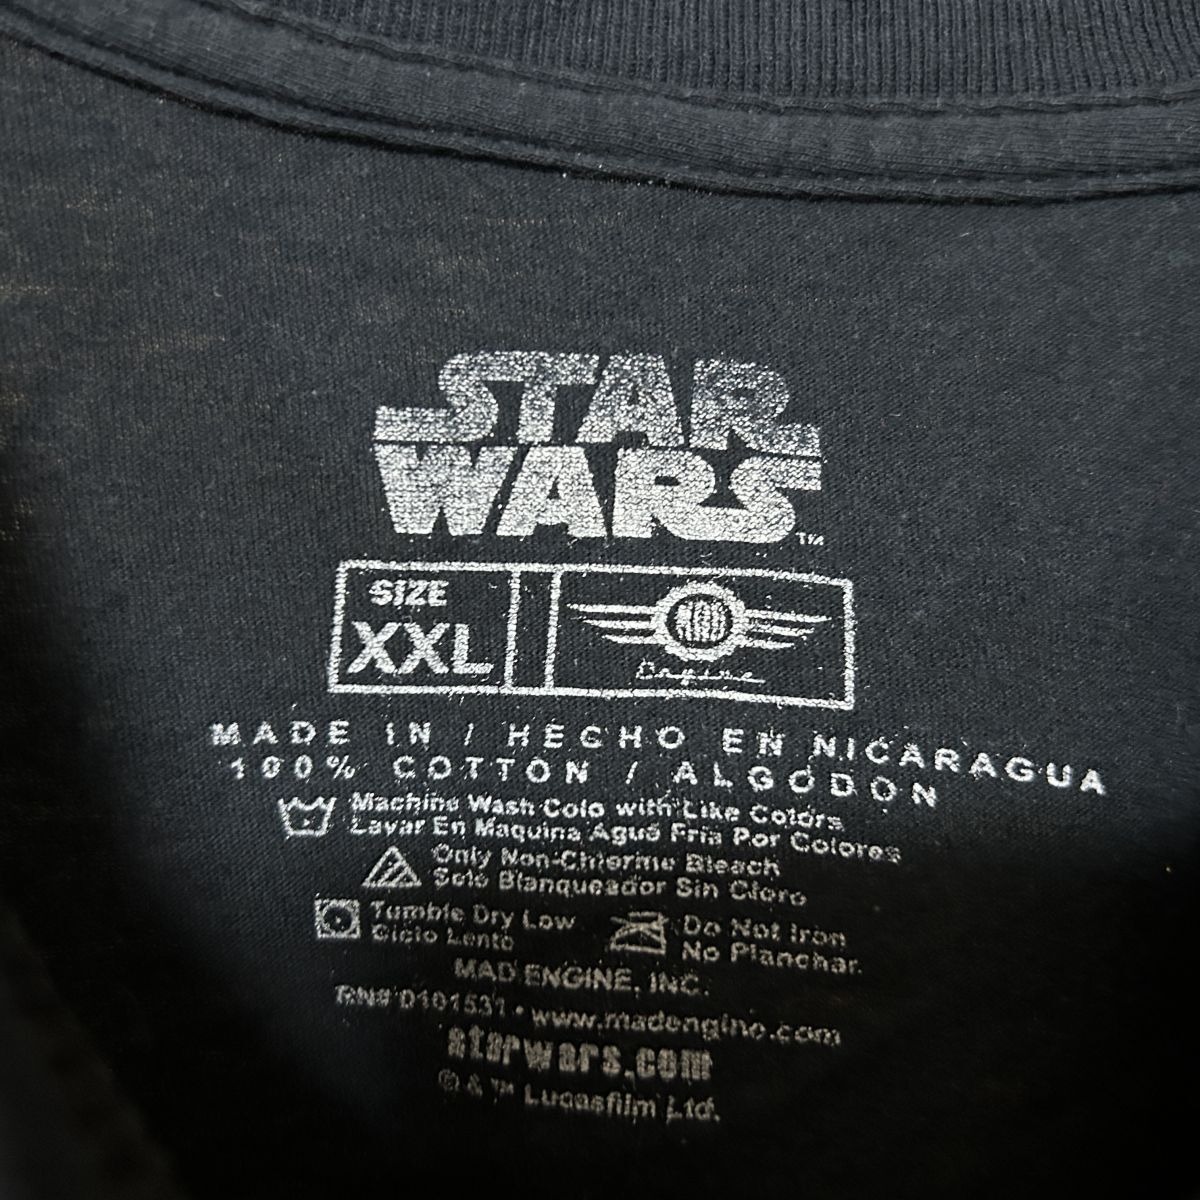 STAR
WARS™
SIZE
XXL
MAD
Engine
MADE IN / HECHO EN NICARAGUA
100% COTTON / ALGODON
Machine Wash Cold with Like Colors
Lavar En Maquina Agua Fria Por Colores
Only Non-Chlorine Bleach
Solo Blanqueador Sin Cloro
Tumble Dry Low
Ciclo Lento
Do Not Iron
No Planchar.
MAD ENGINE, INC.
RN# 0101531 • www.madengine.com
starwars.com
© & ™ Lucasfilm Ltd.